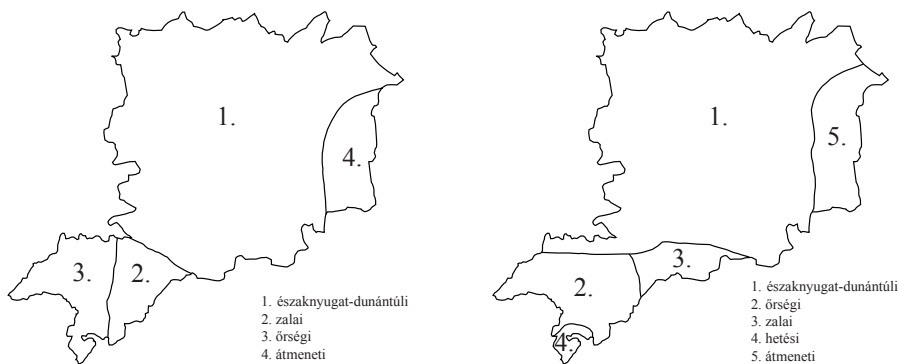 1.
4.
3.
2.
1. északnyugat-dunántúli
2. zalai
3. őrségi
4. átmeneti
1.
5.
3.
2.
4.
1. északnyugat-dunántúli
2. őrségi
3. zalai
4. hetési
5. átmeneti